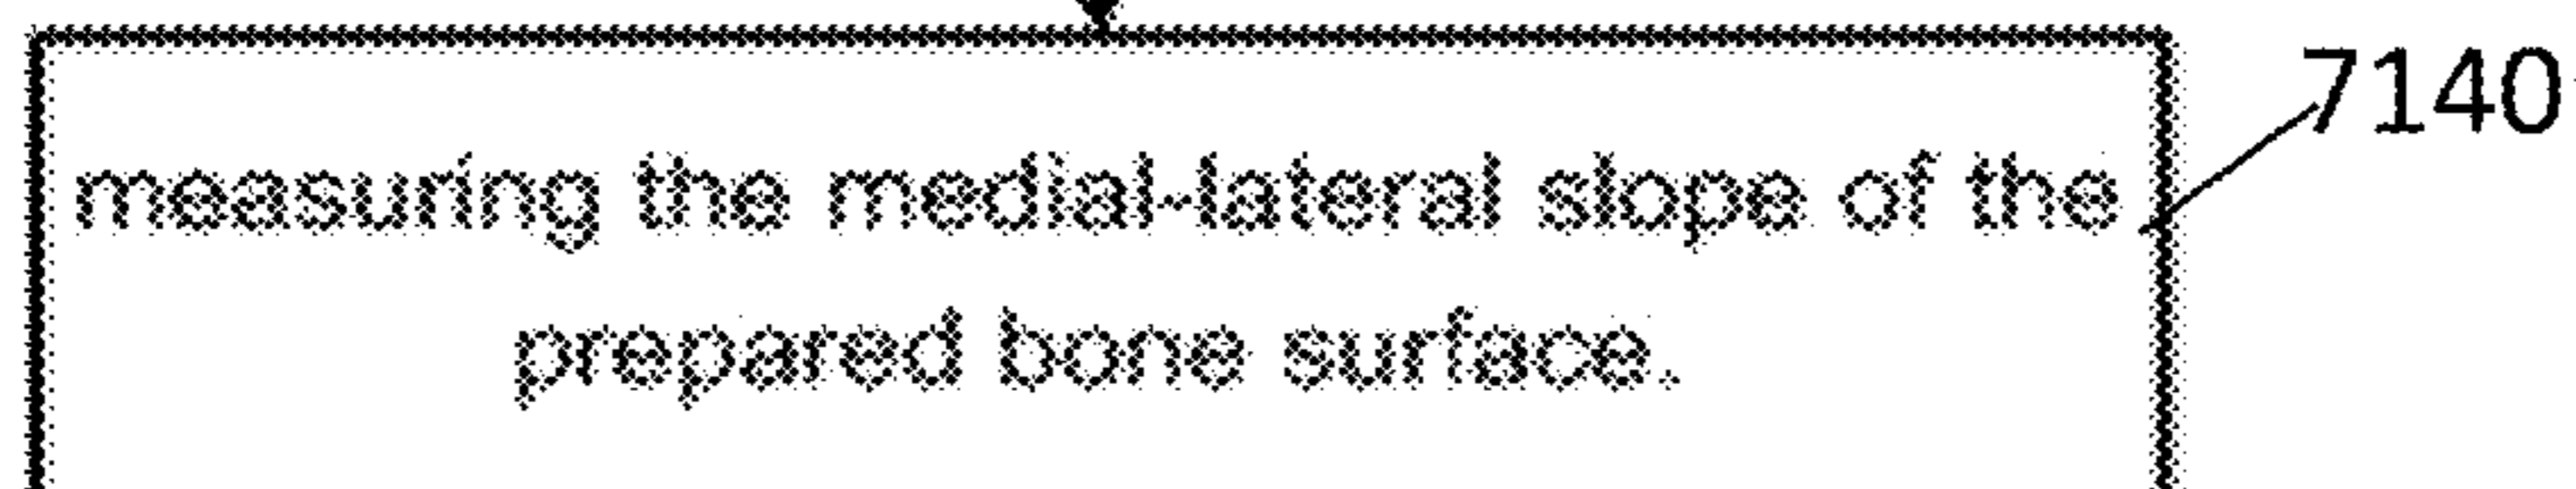 7140
measuring the medial-lateral slope of the
prepared bone surface.